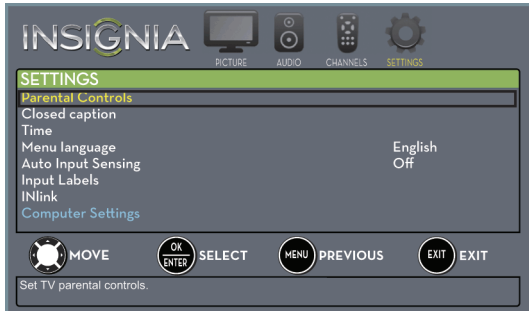 INSIGNIA
PICTURE AUDIO CHANNELS SETTINGS
SETTINGS
Parental Controls
Closed caption
Time
Menu language English
Auto Input Sensing Off
Input Labels
INlink
Computer Settings
MOVE OK ENTER SELECT MENU PREVIOUS EXIT EXIT
Set TV parental controls.